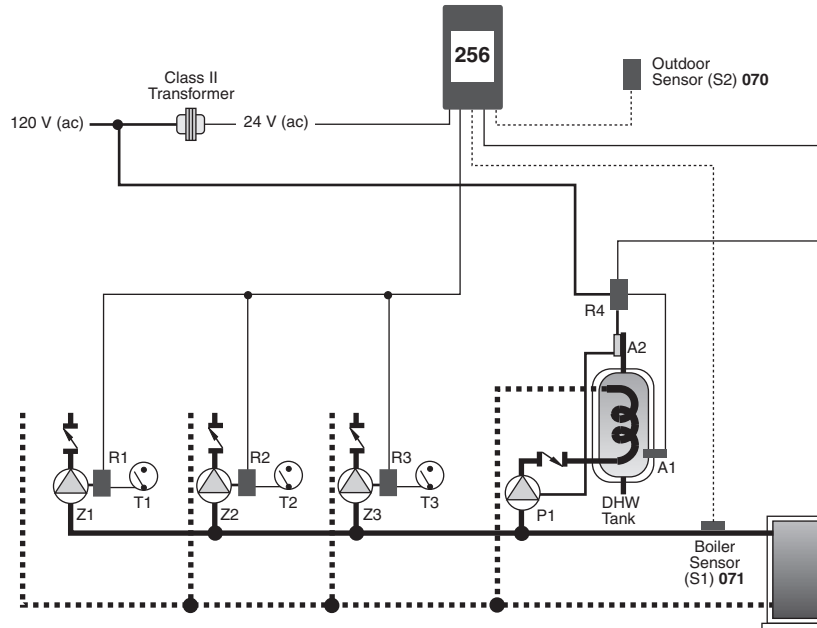 256
Outdoor
Sensor (S2) 070
Class II
Transformer
120 V (ac)
24 V (ac)
R4
A2
R1
R2
R3
A1
T1
T2
T3
Z1
Z2
Z3
P1
DHW
Tank
Boiler
Sensor
(S1) 071